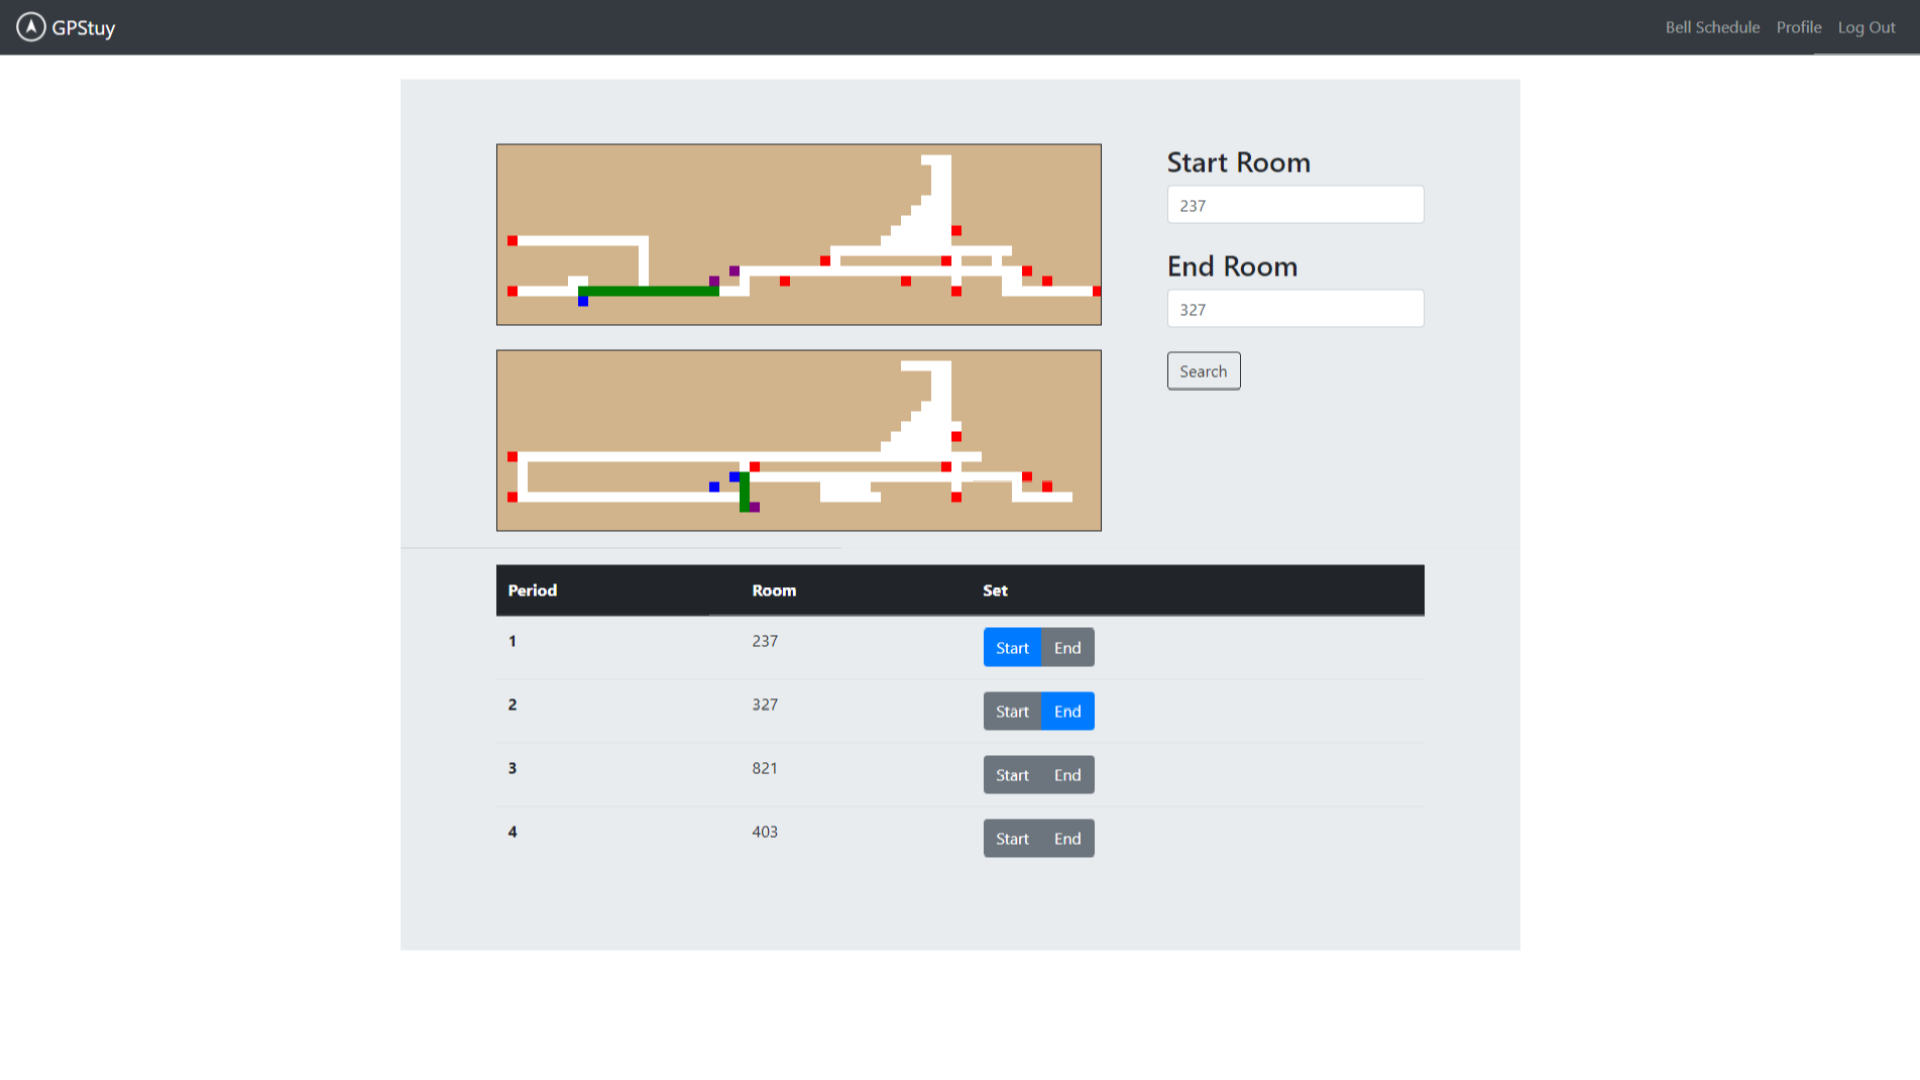 GPStuy
Bell Schedule Profile Log Out
Start Room
237
End Room
327
Search
Period Room Set
1 237 Start End
2 327 Start End
3 821 Start End
4 403 Start End